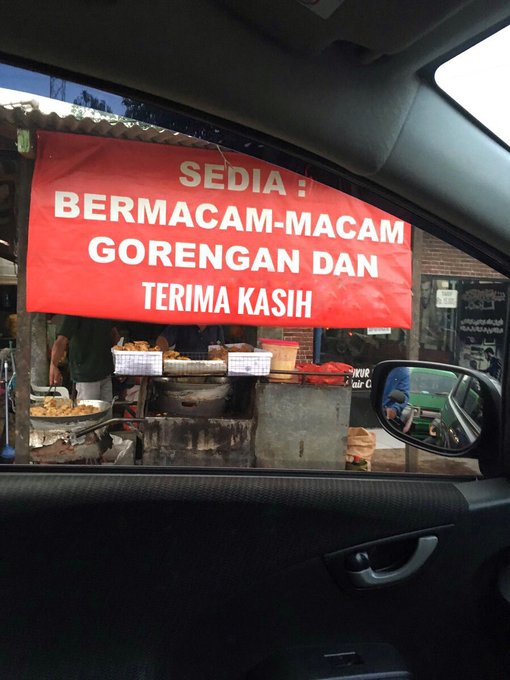 SEDIA :
BERMACAM-MACAM
GORENGAN DAN
TERIMA KASIH